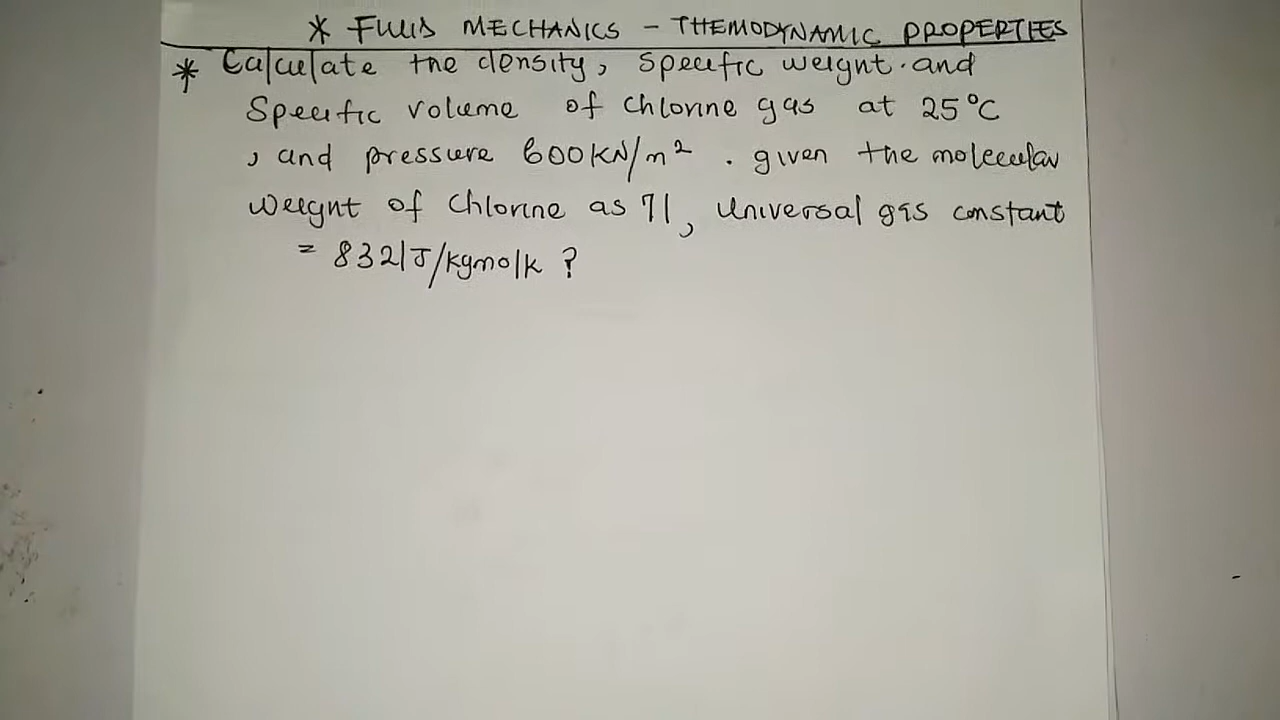 * FLUID MECHANICS - THEMODYNAMIC PROPERTIES
* Calculate the density, specific weight and
specific volume of chlorine gas at 25°C
, and pressure 600KN/m². given the molecular
weight of chlorine as 71, universal gas constant
= 8321J/kgmolk ?